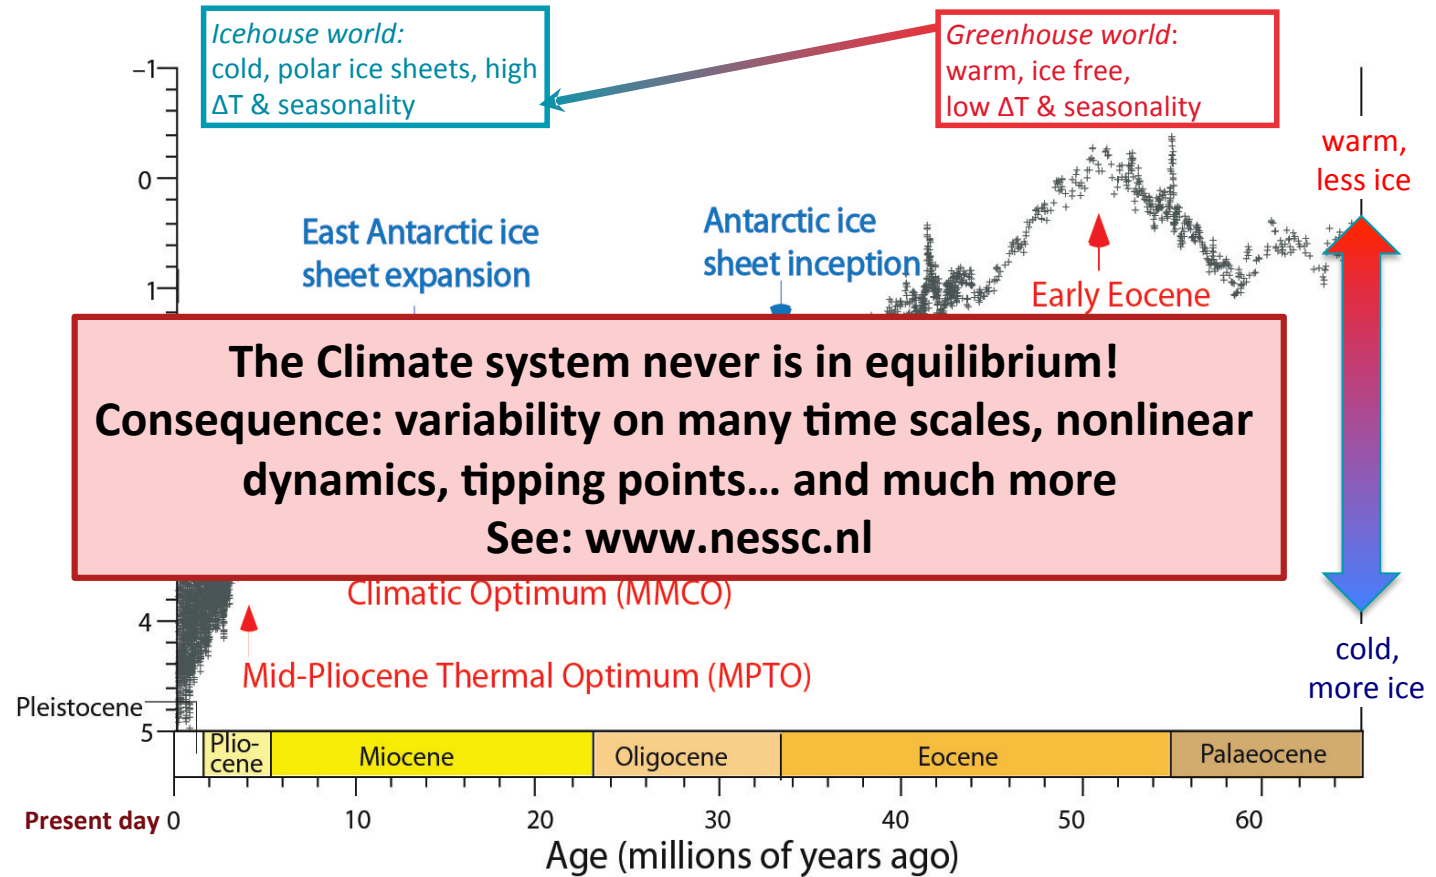 Icehouse world:
cold, polar ice sheets, high
ΔT & seasonality
Greenhouse world:
warm, ice free,
low ΔT & seasonality
−1
0
1
4
5
warm,
less ice
East Antarctic ice
sheet expansion
Antarctic ice
sheet inception
Early Eocene
The Climate system never is in equilibrium!
Consequence: variability on many time scales, nonlinear
dynamics, tipping points… and much more
See: www.nessc.nl
Climatic Optimum (MMCO)
Mid-Pliocene Thermal Optimum (MPTO)
cold,
more ice
Pleistocene
Plio-
cene
Miocene
Oligocene
Eocene
Palaeocene
Present day 0 10 20 30 40 50 60
Age (millions of years ago)